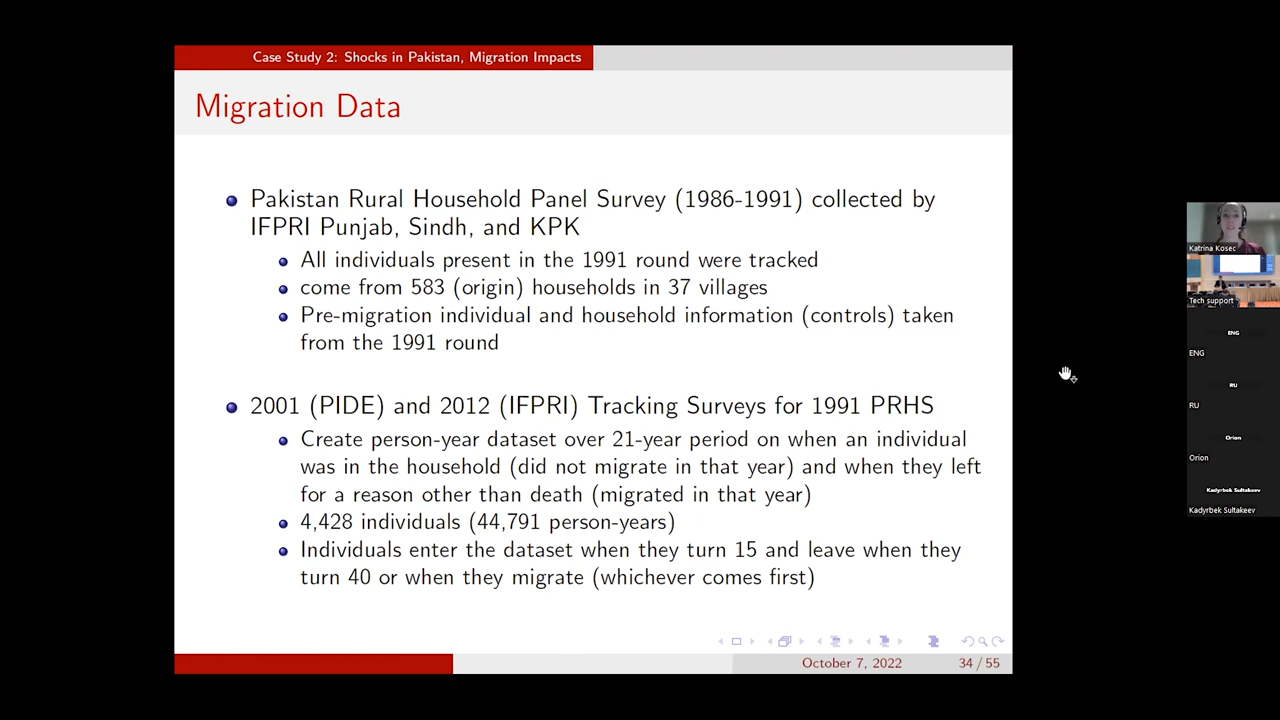 Case Study 2: Shocks in Pakistan, Migration Impacts
Migration Data
Pakistan Rural Household Panel Survey (1986-1991) collected by
IFPRI Punjab, Sindh, and KPK
All individuals present in the 1991 round were tracked
come from 583 (origin) households in 37 villages
Pre-migration individual and household information (controls) taken
from the 1991 round
2001 (PIDE) and 2012 (IFPRI) Tracking Surveys for 1991 PRHS
Create person-year dataset over 21-year period on when an individual
was in the household (did not migrate in that year) and when they left
for a reason other than death (migrated in that year)
4,428 individuals (44,791 person-years)
Individuals enter the dataset when they turn 15 and leave when they
turn 40 or when they migrate (whichever comes first)
October 7, 2022
34 / 55
Katrina Kosec
Tech support
ENG
ENG
RU
RU
Orion
Orion
Kadyrbek Sultakeev
Kadyrbek Sultakeev